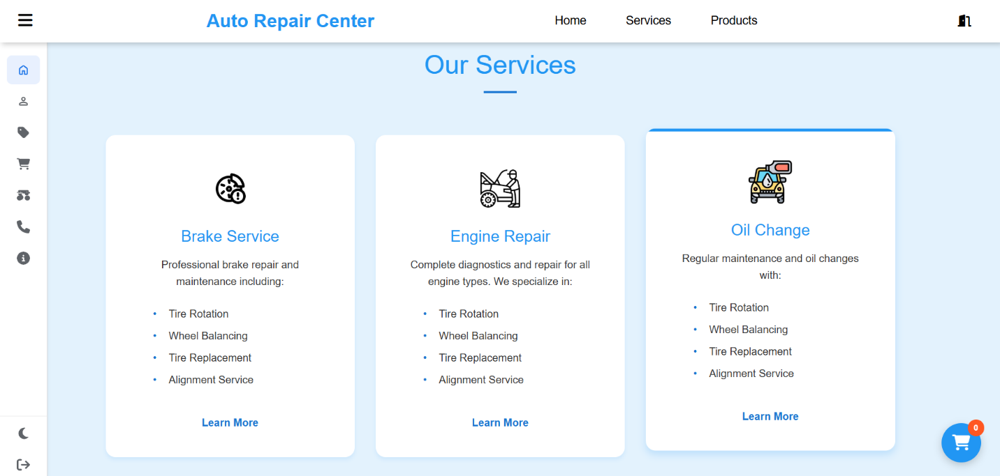 Auto Repair Center
Home
Services
Products
Our Services
Brake Service
Professional brake repair and
maintenance including:
• Tire Rotation
• Wheel Balancing
• Tire Replacement
• Alignment Service
Learn More
Engine Repair
Complete diagnostics and repair for all
engine types. We specialize in:
• Tire Rotation
• Wheel Balancing
• Tire Replacement
• Alignment Service
Learn More
Oil Change
Regular maintenance and oil changes
with:
• Tire Rotation
• Wheel Balancing
• Tire Replacement
• Alignment Service
Learn More
0